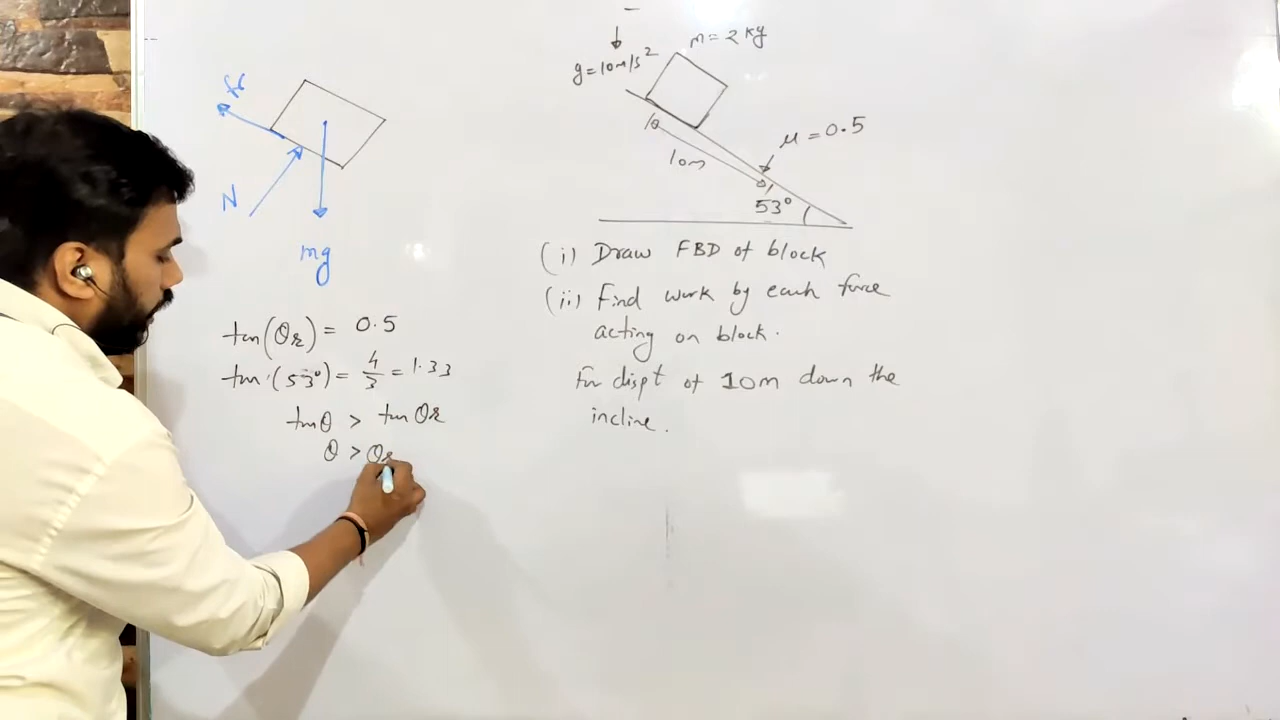 fr
N
mg
tan(θr) = 0.5
tan(53°) = 4/3 = 1.33
tanθ > tanθr
θ > θr
g = 10m/s²
m = 2 kg
μ = 0.5
10m
53°
(i) Draw FBD of block
(ii) Find work by each force
acting on block.
For dispt of 10m down the
incline.